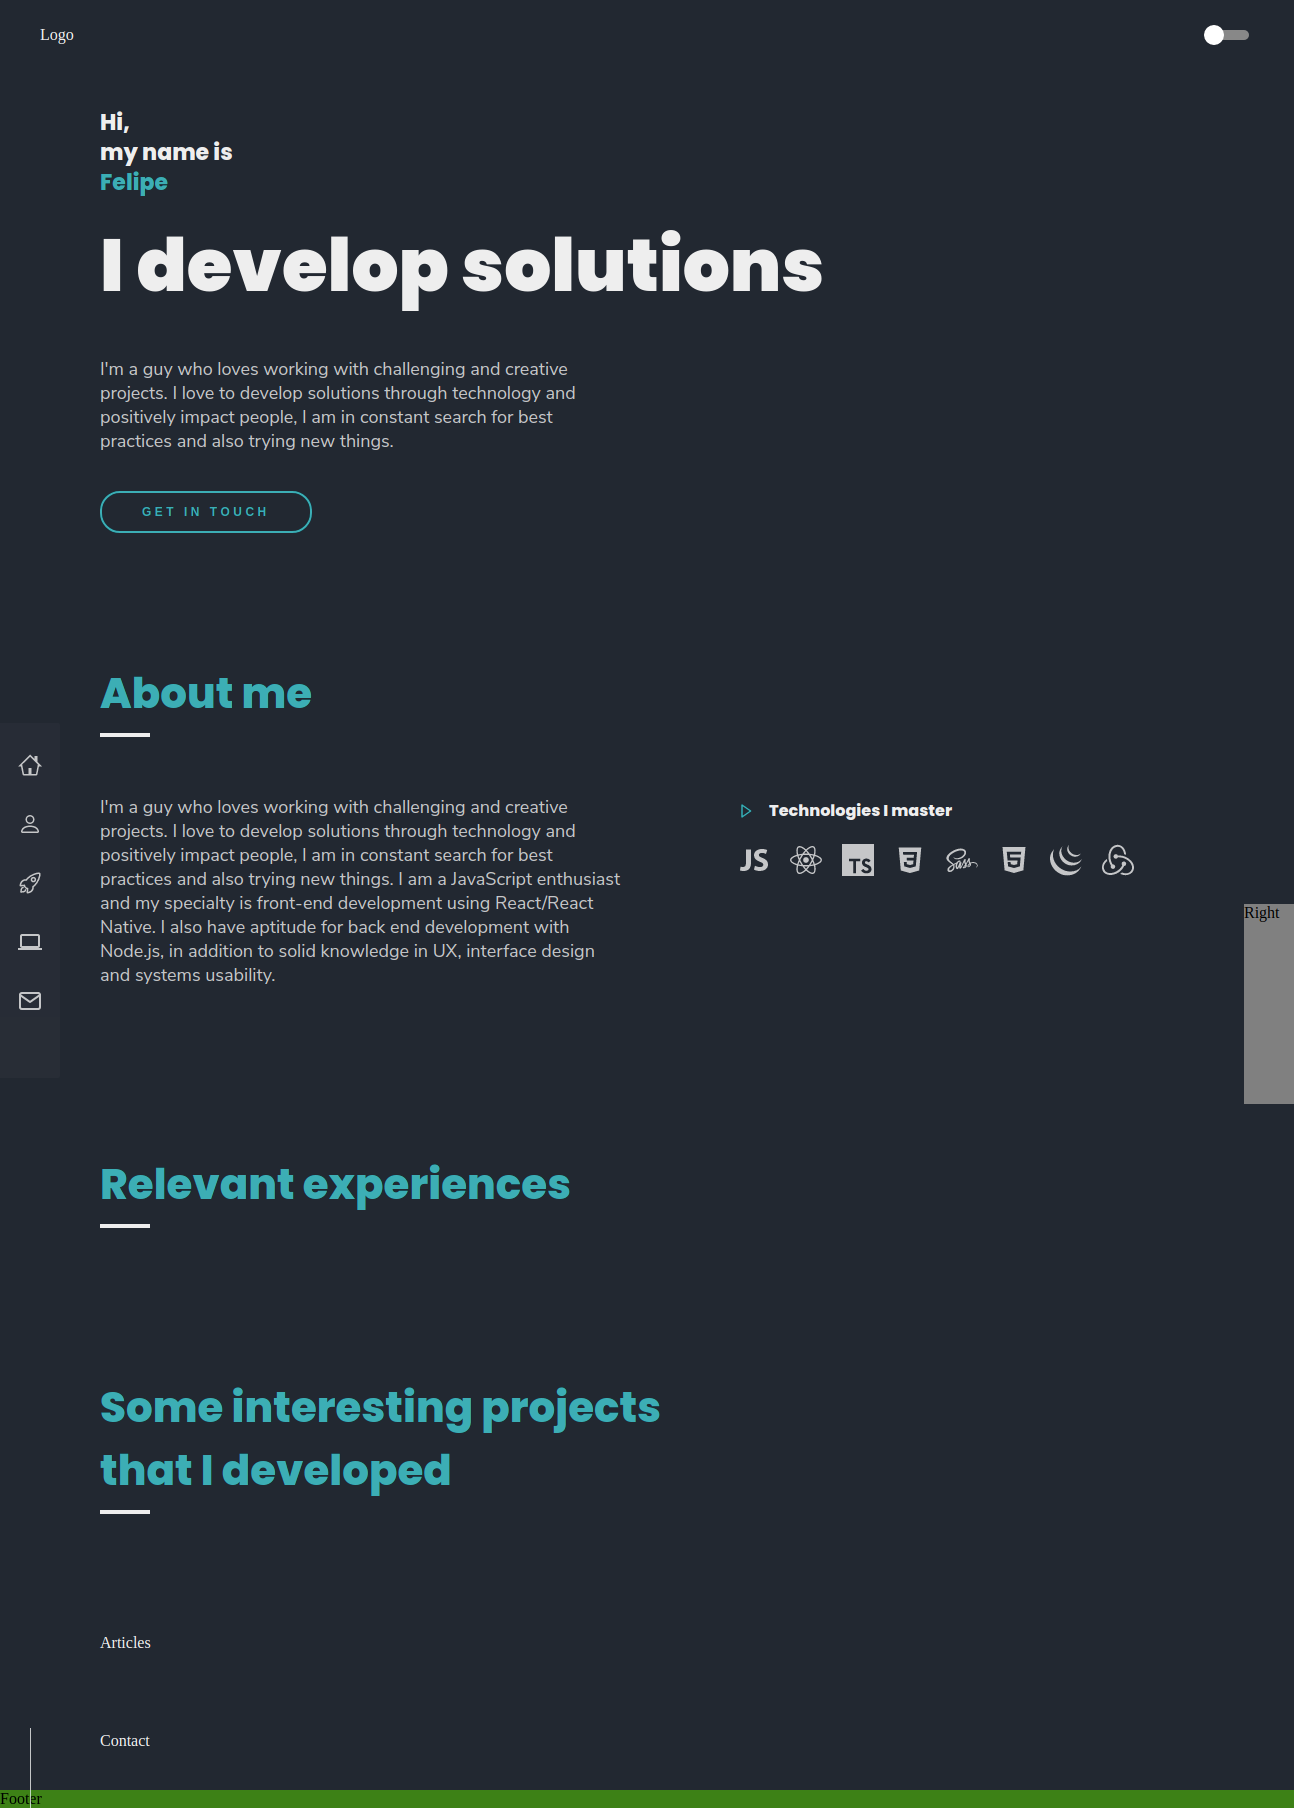 Logo
Hi,
my name is
Felipe
I develop solutions
I'm a guy who loves working with challenging and creative
projects. I love to develop solutions through technology and
positively impact people, I am in constant search for best
practices and also trying new things.
GET IN TOUCH
About me
I'm a guy who loves working with challenging and creative
projects. I love to develop solutions through technology and
positively impact people, I am in constant search for best
practices and also trying new things. I am a JavaScript enthusiast
and my specialty is front-end development using React/React
Native. I also have aptitude for back end development with
Node.js, in addition to solid knowledge in UX, interface design
and systems usability.
Technologies I master
JS TS 3 Sass 5
Right
Relevant experiences
Some interesting projects
that I developed
Articles
Contact
Footer